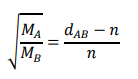 √(M_A/M_B) = (d_AB − n)/n